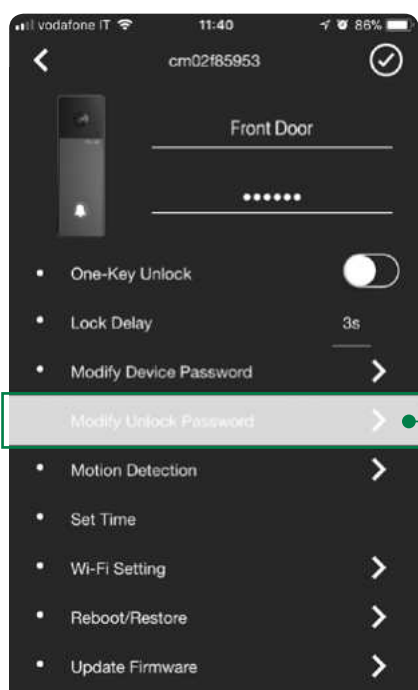 vodafone IT 11:40 86%
cm02f85953
Front Door
••••••
• One-Key Unlock
• Lock Delay 3s
• Modify Device Password
Modify Unlock Password
• Motion Detection
• Set Time
• Wi-Fi Setting
• Reboot/Restore
• Update Firmware